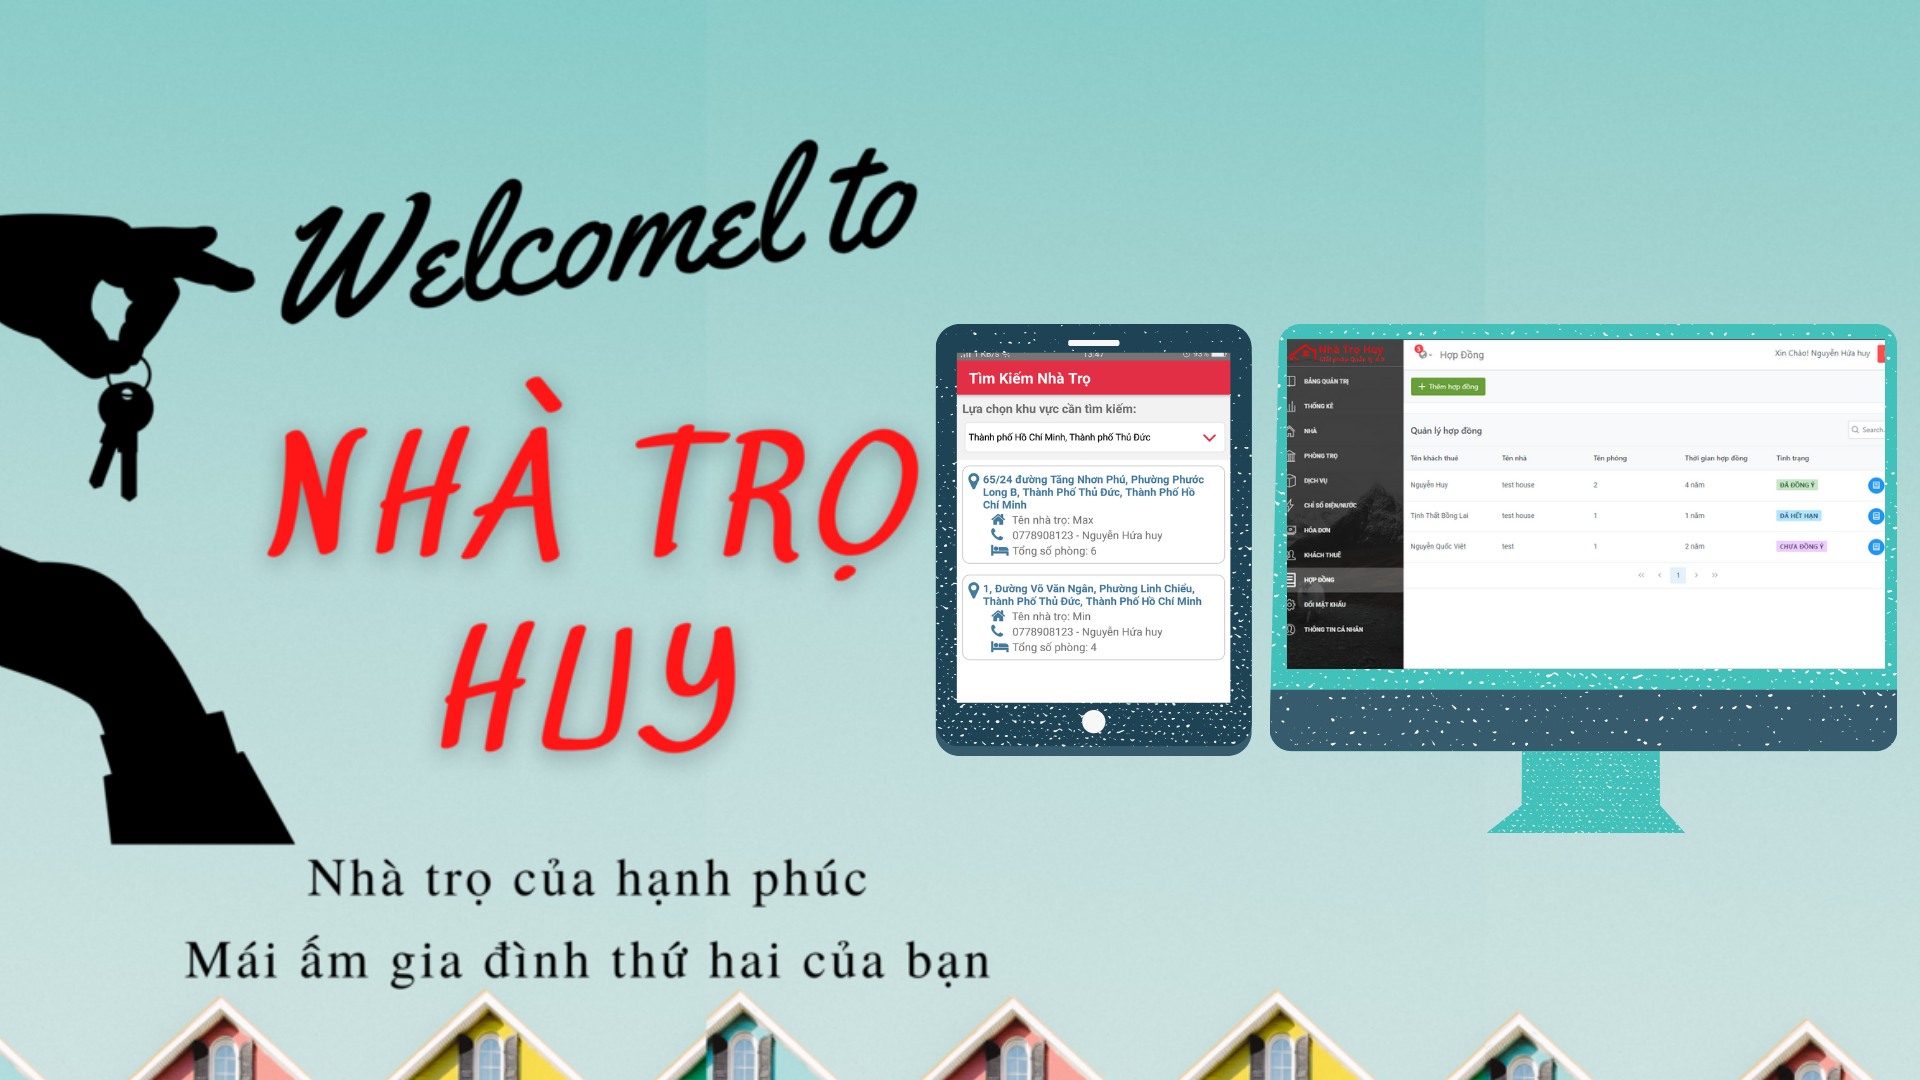 Welcomel to
NHÀ TRỌ
HUY
Nhà trọ của hạnh phúc
Mái ấm gia đình thứ hai của bạn
13:47
93%
Tìm Kiếm Nhà Trọ
Lựa chọn khu vực cần tìm kiếm:
Thành phố Hồ Chí Minh, Thành phố Thủ Đức
65/24 đường Tăng Nhơn Phú, Phường Phước
Long B, Thành Phố Thủ Đức, Thành Phố Hồ
Chí Minh
Tên nhà trọ: Max
0778908123 - Nguyễn Hứa huy
Tổng số phòng: 6
1, Đường Võ Văn Ngân, Phường Linh Chiểu,
Thành Phố Thủ Đức, Thành Phố Hồ Chí Minh
Tên nhà trọ: Min
0778908123 - Nguyễn Hứa huy
Tổng số phòng: 4
Nhà Trọ Huy
BẢNG QUẢN TRỊ
THỐNG KÊ
NHÀ
PHÒNG TRỌ
DỊCH VỤ
CHỈ SỐ ĐIỆN/NƯỚC
HÓA ĐƠN
KHÁCH THUÊ
HỢP ĐỒNG
ĐỔI MẬT KHẨU
THÔNG TIN CÁ NHÂN
Hợp Đồng
Xin Chào! Nguyễn Hứa huy
+ Thêm hợp đồng
Quản lý hợp đồng
Search.
Tên khách thuê Tên nhà Tên phòng Thời gian hợp đồng Tình trạng
Nguyễn Huy test house 2 4 năm ĐÃ ĐỒNG Ý
Tịnh Thất Bồng Lai test house 1 1 năm ĐÃ HẾT HẠN
Nguyễn Quốc Việt test 1 2 năm CHƯA ĐỒNG Ý
« ‹ 1 › »